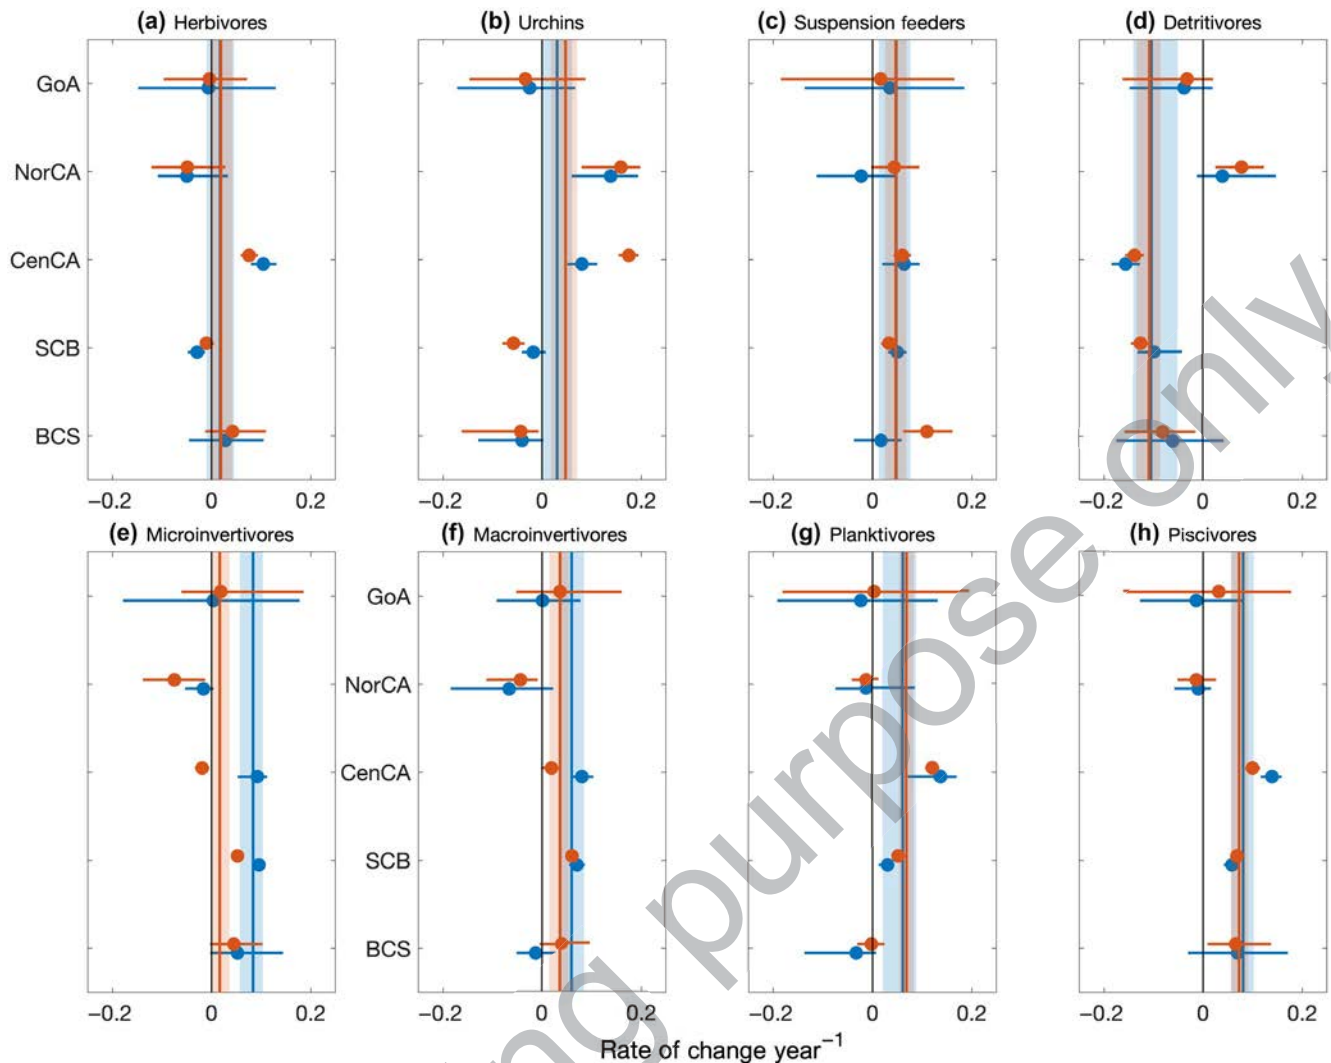 (a) Herbivores
(b) Urchins
(c) Suspension feeders
(d) Detritivores
GoA
NorCA
CenCA
SCB
BCS
−0.2 0 0.2
−0.2 0 0.2
−0.2 0 0.2
−0.2 0 0.2
(e) Microinvertivores
(f) Macroinvertivores
(g) Planktivores
(h) Piscivores
GoA
NorCA
CenCA
SCB
BCS
−0.2 0 0.2
−0.2 0 0.2
−0.2 0 0.2
−0.2 0 0.2
Rate of change year⁻¹
purpose only